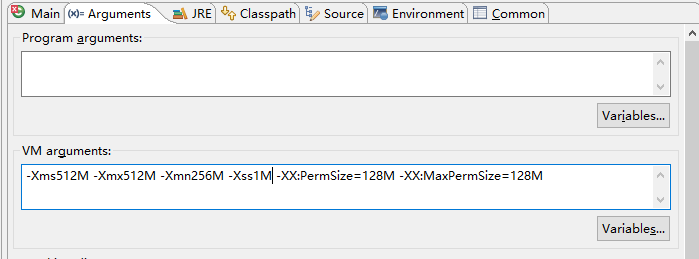 Main (x)= Arguments JRE Classpath Source Environment Common
Program arguments:
Variables...
VM arguments:
-Xms512M -Xmx512M -Xmn256M -Xss1M -XX:PermSize=128M -XX:MaxPermSize=128M
Variables...